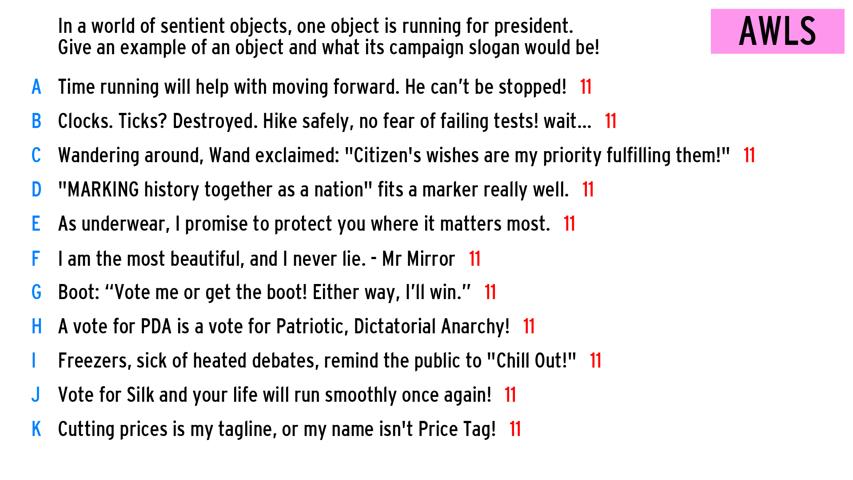 In a world of sentient objects, one object is running for president.
Give an example of an object and what its campaign slogan would be!
AWLS
A Time running will help with moving forward. He can’t be stopped! 11
B Clocks. Ticks? Destroyed. Hike safely, no fear of failing tests! wait... 11
C Wandering around, Wand exclaimed: "Citizen's wishes are my priority fulfilling them!" 11
D "MARKING history together as a nation" fits a marker really well. 11
E As underwear, I promise to protect you where it matters most. 11
F I am the most beautiful, and I never lie. - Mr Mirror 11
G Boot: “Vote me or get the boot! Either way, I’ll win.” 11
H A vote for PDA is a vote for Patriotic, Dictatorial Anarchy! 11
I Freezers, sick of heated debates, remind the public to "Chill Out!" 11
J Vote for Silk and your life will run smoothly once again! 11
K Cutting prices is my tagline, or my name isn't Price Tag! 11